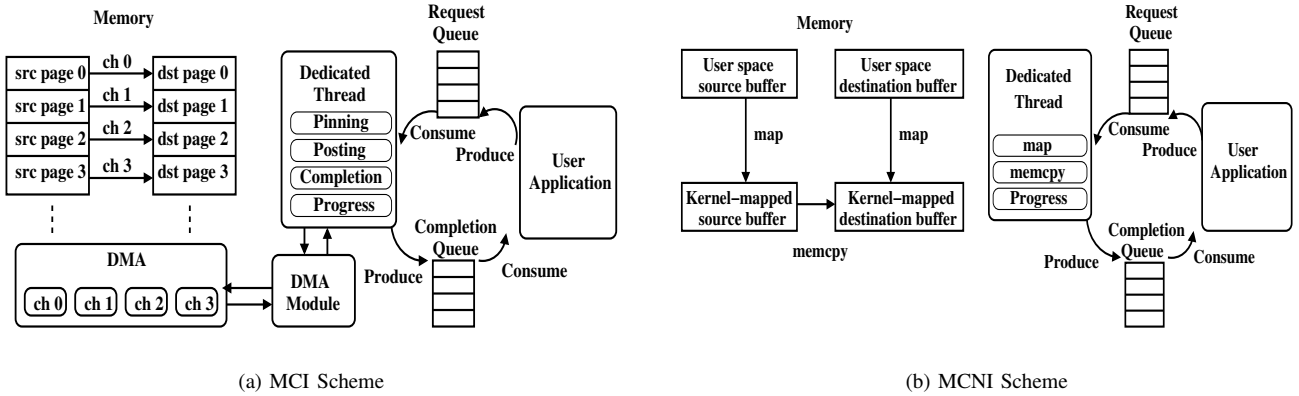 Memory
src page 0
ch 0
dst page 0
src page 1
ch 1
dst page 1
src page 2
ch 2
dst page 2
src page 3
ch 3
dst page 3
DMA
ch 0
ch 1
ch 2
ch 3
Dedicated
Thread
Pinning
Posting
Completion
Progress
DMA
Module
Request
Queue
Consume
Produce
User
Application
Completion
Queue
Produce
Consume
(a) MCI Scheme
Memory
User space
source buffer
User space
destination buffer
map
map
Kernel-mapped
source buffer
Kernel-mapped
destination buffer
memcpy
Dedicated
Thread
map
memcpy
Progress
Request
Queue
Consume
Produce
User
Application
Completion
Queue
Produce
Consume
(b) MCNI Scheme